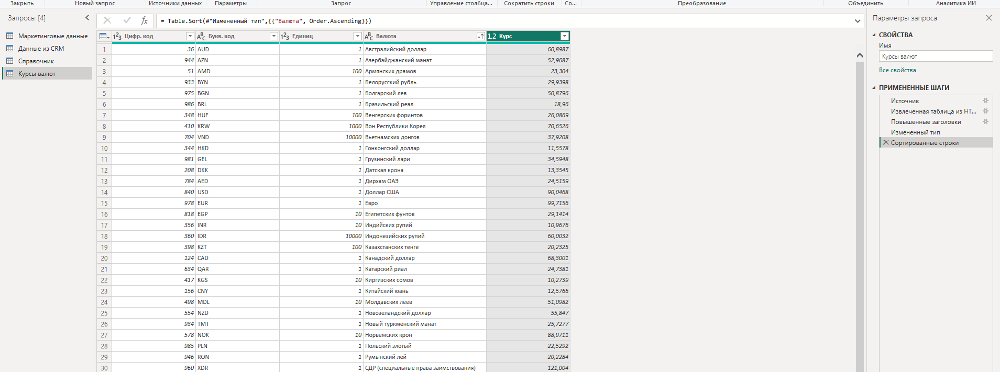 Закрыть Новый запрос Источники данных Параметры Запрос Управление столбца... Сократить строки Со... Преобразование Объединить Аналитика ИИ
Запросы [4]
Маркетинговые данные
Данные из CRM
Справочник
Курсы валют
fx = Table.Sort(#"Измененный тип",{{"Валюта", Order.Ascending}})
1²3 Цифр. код ABC Букв. код 1²3 Единиц ABC Валюта 1.2 Курс
1 36 AUD 1 Австралийский доллар 60,8987
2 944 AZN 1 Азербайджанский манат 52,9687
3 51 AMD 100 Армянских драмов 23,304
4 933 BYN 1 Белорусский рубль 29,9398
5 975 BGN 1 Болгарский лев 50,8796
6 986 BRL 1 Бразильский реал 18,96
7 348 HUF 100 Венгерских форинтов 26,0869
8 410 KRW 1000 Вон Республики Корея 70,6526
9 704 VND 10000 Вьетнамских донгов 37,9208
10 344 HKD 1 Гонконгский доллар 11,5578
11 981 GEL 1 Грузинский лари 34,5948
12 208 DKK 1 Датская крона 13,3545
13 784 AED 1 Дирхам ОАЭ 24,5159
14 840 USD 1 Доллар США 90,0468
15 978 EUR 1 Евро 99,7156
16 818 EGP 10 Египетских фунтов 29,1414
17 356 INR 10 Индийских рупий 10,9676
18 360 IDR 10000 Индонезийских рупий 60,0032
19 398 KZT 100 Казахстанских тенге 20,2325
20 124 CAD 1 Канадский доллар 68,3001
21 634 QAR 1 Катарский риал 24,7381
22 417 KGS 10 Киргизских сомов 10,2739
23 156 CNY 1 Китайский юань 12,5766
24 498 MDL 10 Молдавских леев 51,0982
25 554 NZD 1 Новозеландский доллар 55,847
26 934 TMT 1 Новый туркменский манат 25,7277
27 578 NOK 10 Норвежских крон 88,9711
28 985 PLN 1 Польский злотый 22,5292
29 946 RON 1 Румынский лей 20,2284
30 960 XDR 1 СДР (специальные права заимствования) 121,004
Параметры запроса
СВОЙСТВА
Имя
Курсы валют
Все свойства
ПРИМЕНЕННЫЕ ШАГИ
Источник
Извлеченная таблица из HT...
Повышенные заголовки
Измененный тип
Сортированные строки